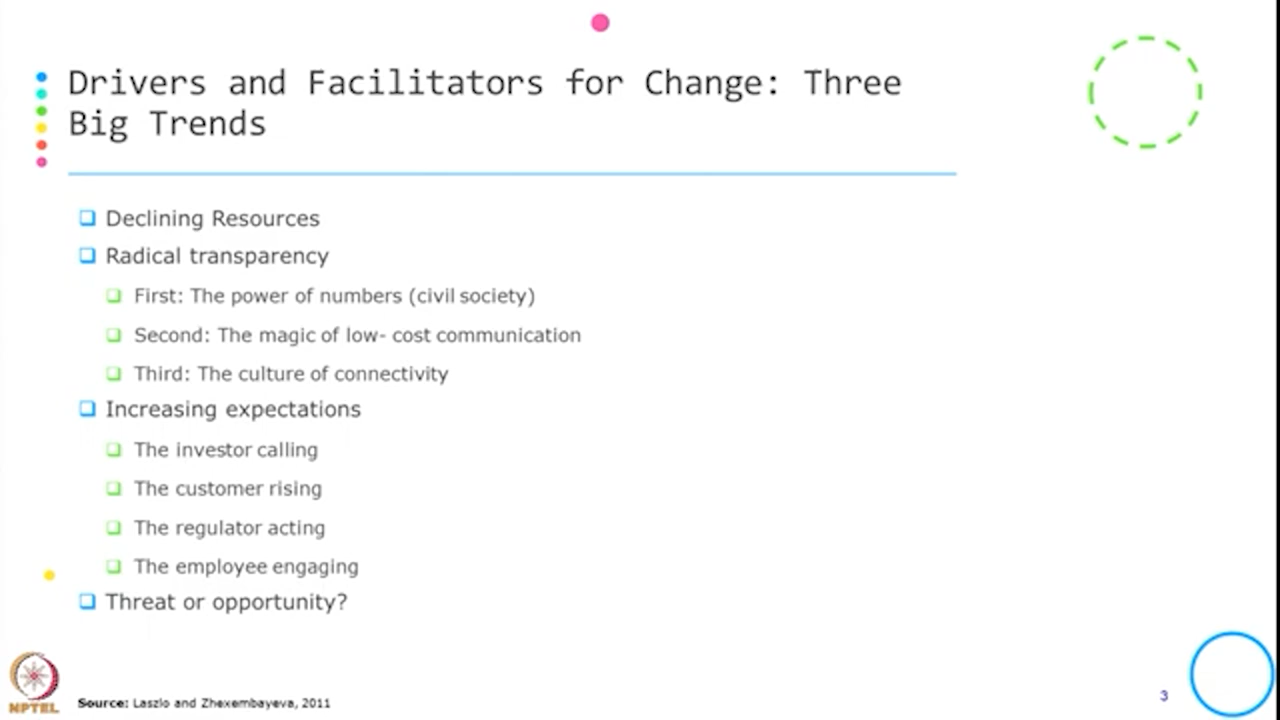 Drivers and Facilitators for Change: Three
Big Trends
Declining Resources
Radical transparency
First: The power of numbers (civil society)
Second: The magic of low- cost communication
Third: The culture of connectivity
Increasing expectations
The investor calling
The customer rising
The regulator acting
The employee engaging
Threat or opportunity?
NPTEL
Source: Laszlo and Zhexembayeva, 2011
3